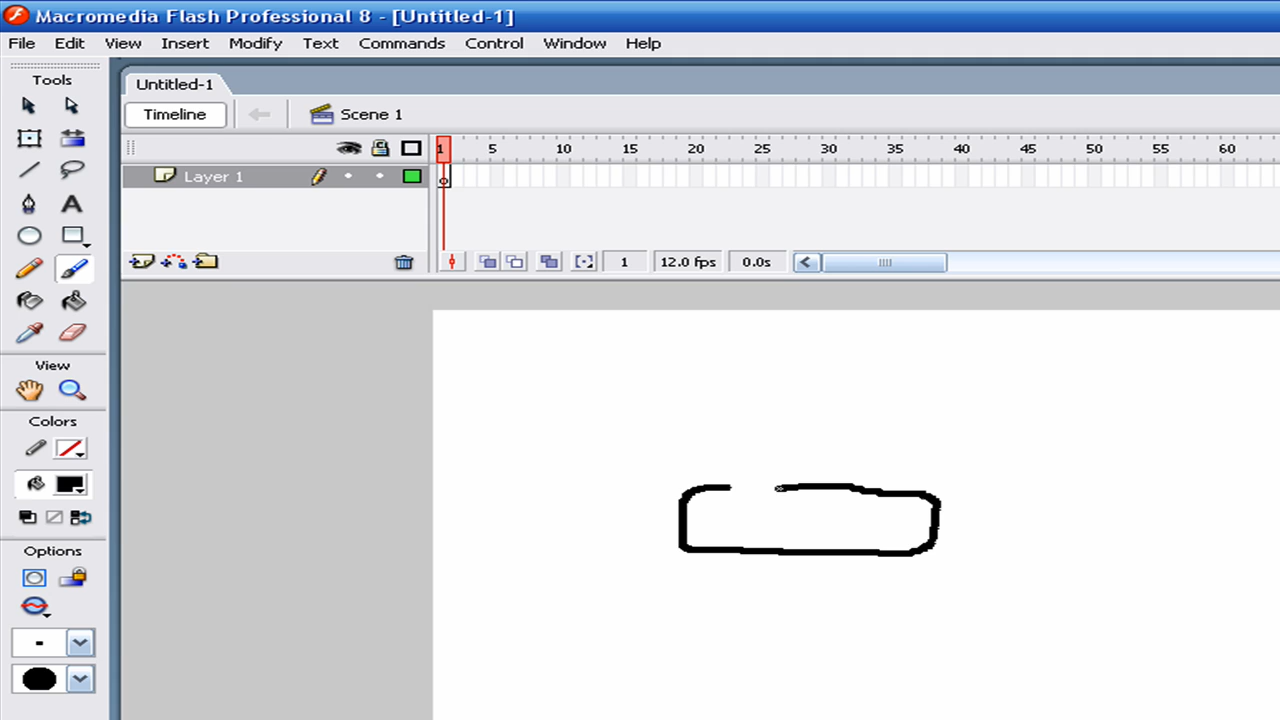 Macromedia Flash Professional 8 - [Untitled-1]
File Edit View Insert Modify Text Commands Control Window Help
Tools
Untitled-1
Timeline Scene 1
1 5 10 15 20 25 30 35 40 45 50 55 60
Layer 1
A
1 12.0 fps 0.0s
View
Colors
Options